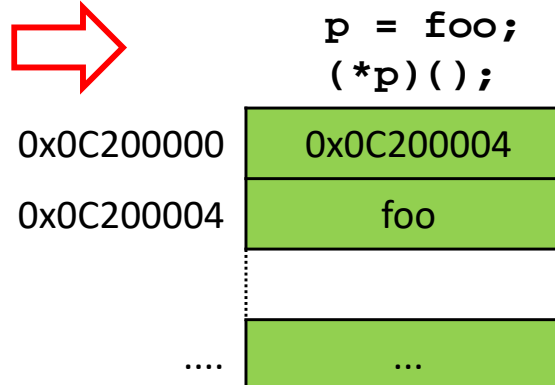 p = foo;
(*p)();
0x0C200000 0x0C200004
0x0C200004 foo
.... ...